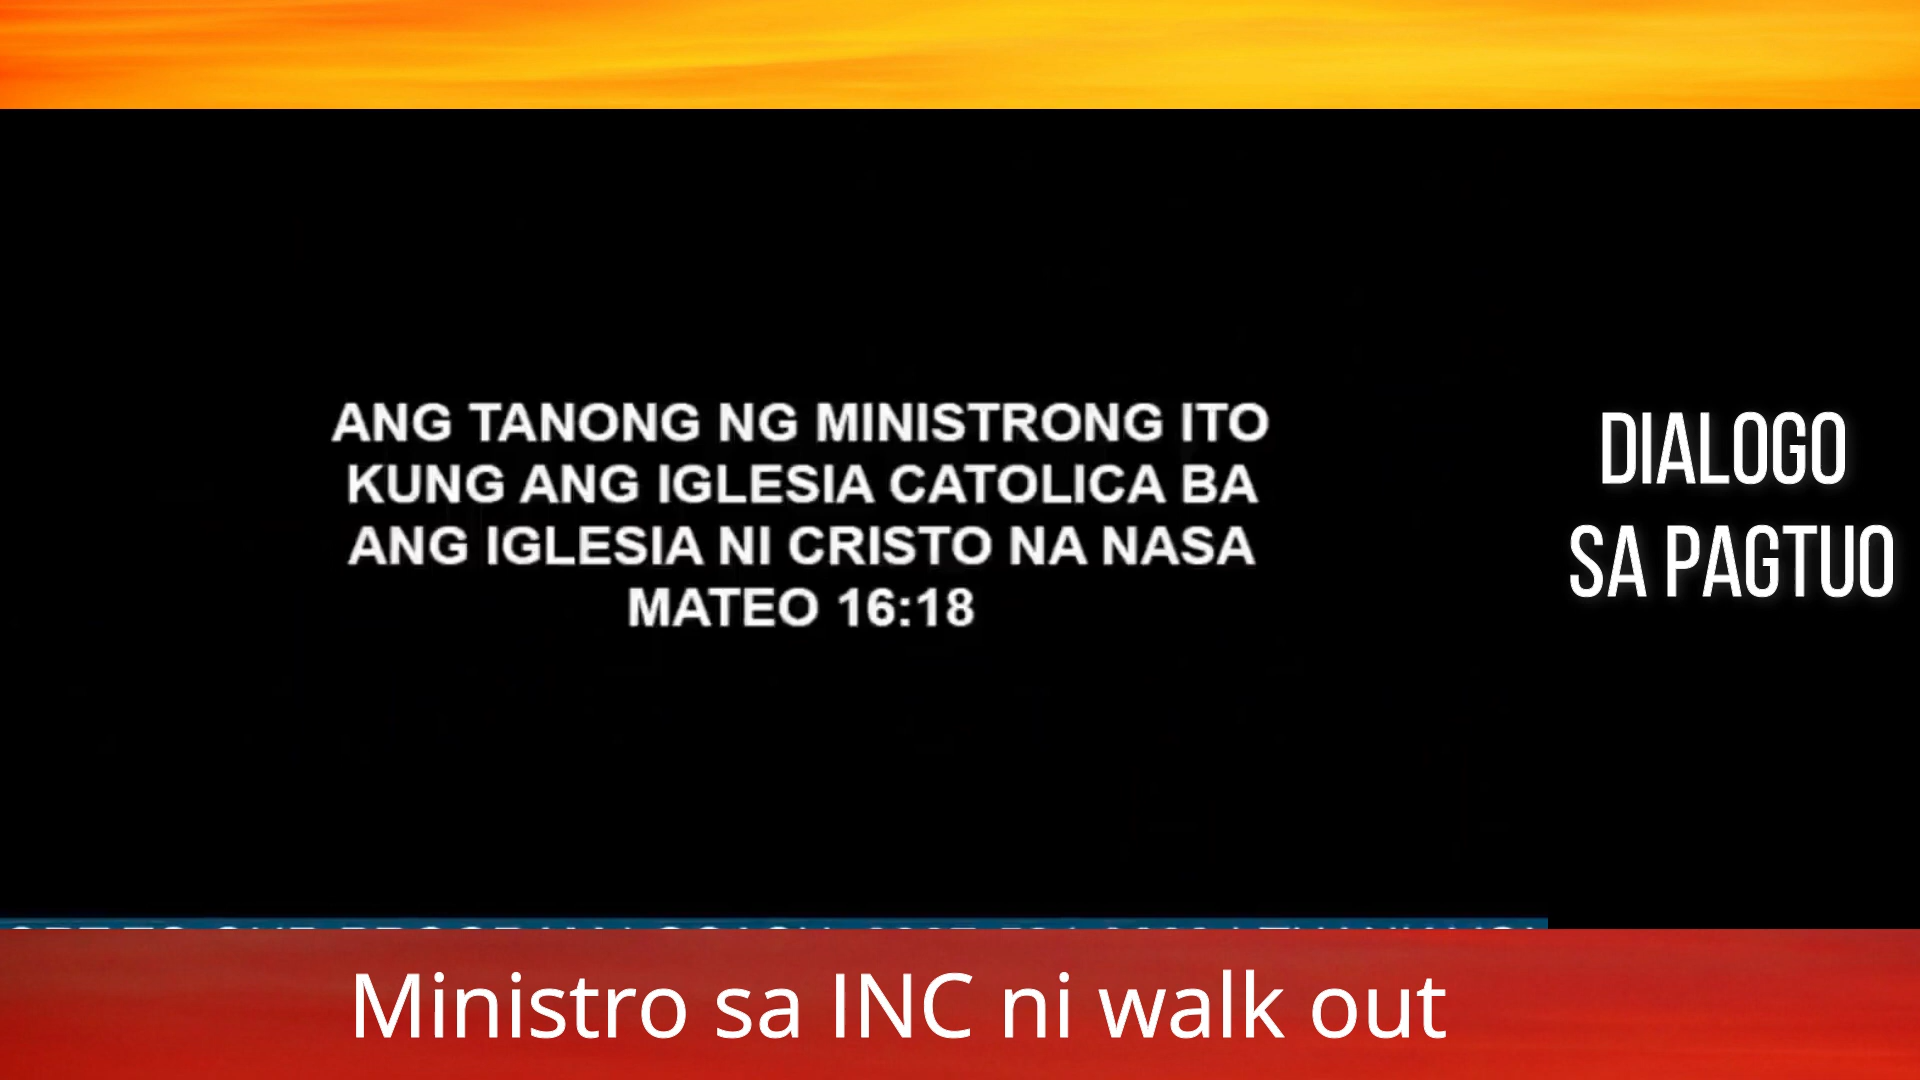 ANG TANONG NG MINISTRONG ITO
KUNG ANG IGLESIA CATOLICA BA
ANG IGLESIA NI CRISTO NA NASA
MATEO 16:18
DIALOGO
SA PAGTUO
Ministro sa INC ni walk out